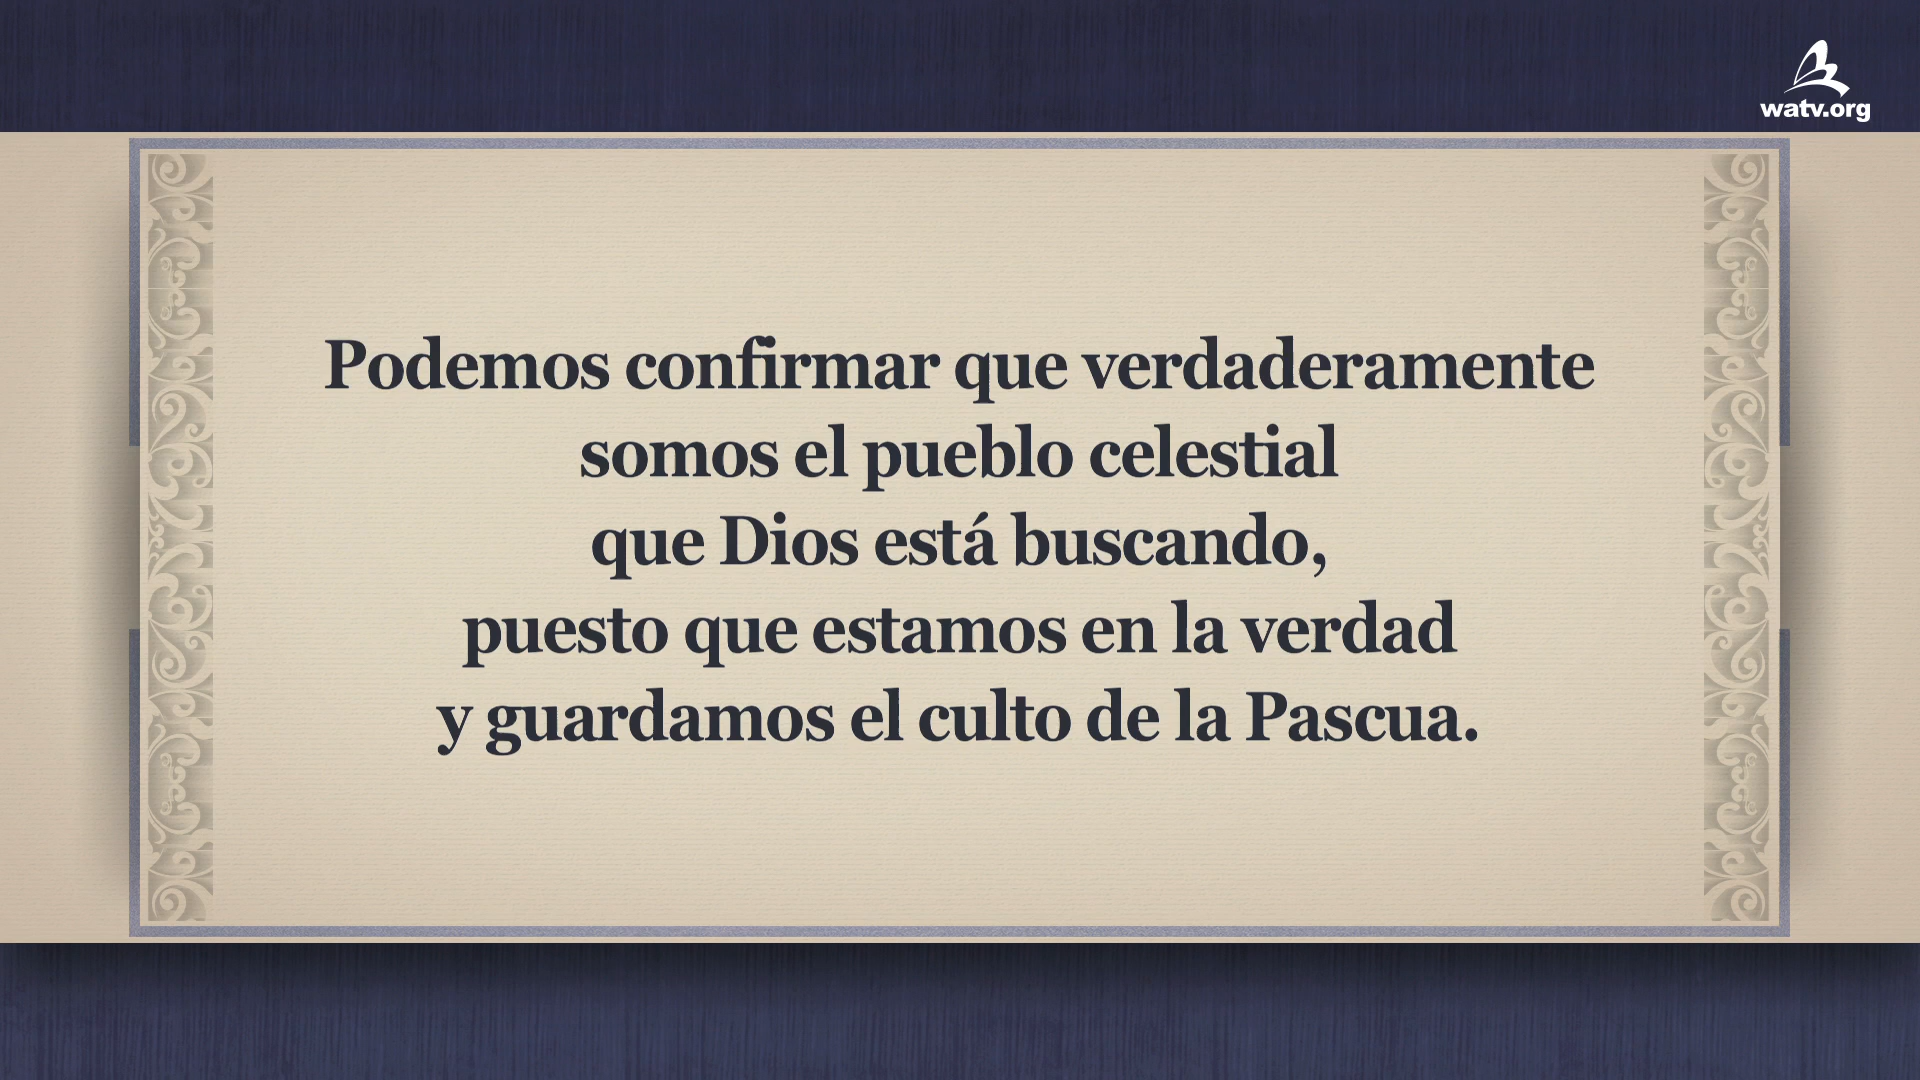 watv.org
Podemos confirmar que verdaderamente
somos el pueblo celestial
que Dios está buscando,
puesto que estamos en la verdad
y guardamos el culto de la Pascua.